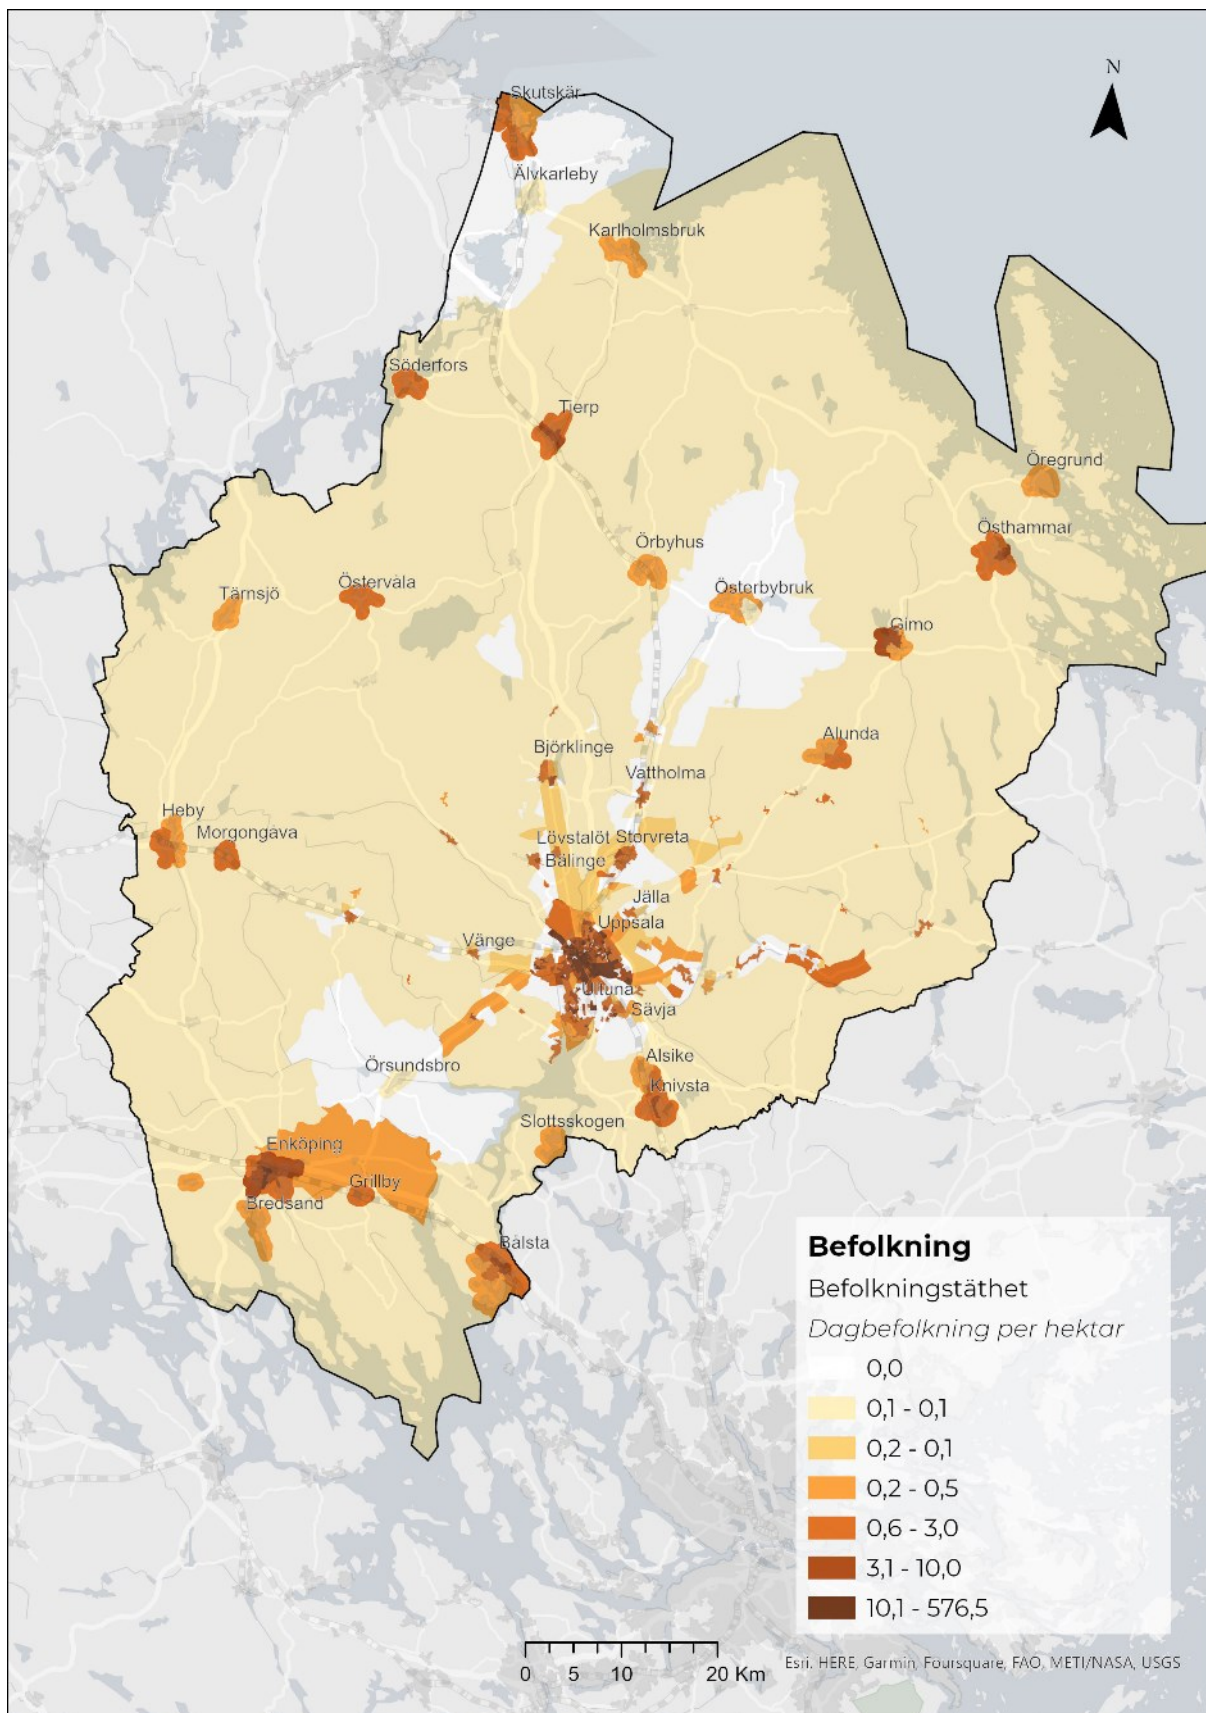 N
Skutskär
Älvkarleby
Karlholmsbruk
Söderfors
Tierp
Öregrund
Östhammar
Örbyhus
Österbybruk
Tärnsjö
Östervåla
Gimo
Alunda
Björklinge
Vattholma
Heby
Morgongåva
Lövstalöt
Storvreta
Bälinge
Jälla
Uppsala
Vänge
Ultuna
Sävja
Alsike
Örsundsbro
Knivsta
Slottsskogen
Enköping
Grillby
Bredsand
Bålsta
Befolkning
Befolkningstäthet
Dagbefolkning per hektar
0,0
0,1 - 0,1
0,2 - 0,1
0,2 - 0,5
0,6 - 3,0
3,1 - 10,0
10,1 - 576,5
0 5 10 20 Km
Esri, HERE, Garmin, Foursquare, FAO, METI/NASA, USGS